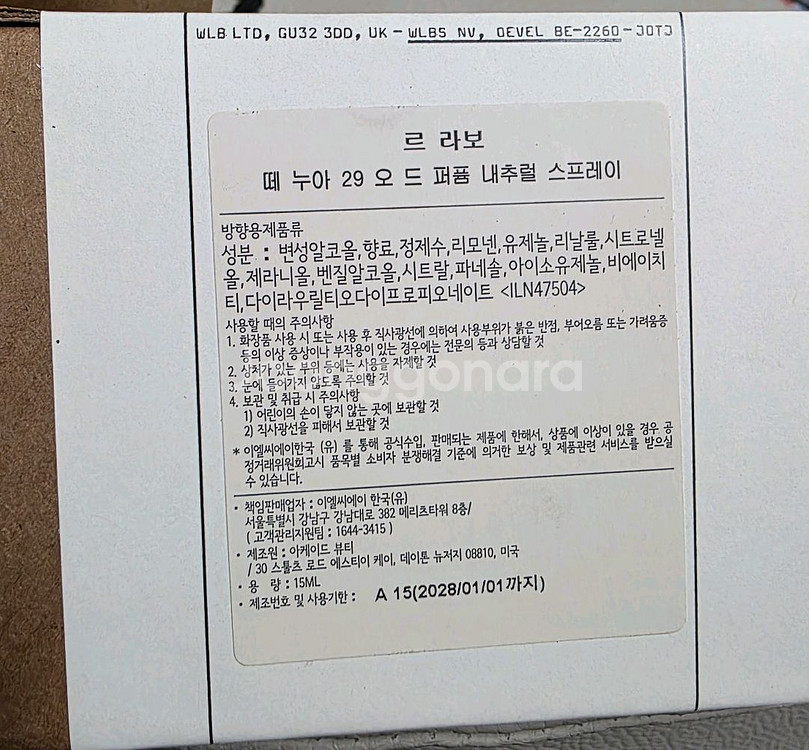 WLB LTD, GU32 3DD, UK - WLBS NV, OEVEL BE-2260 - JOTJ
르 라보
떼 누아 29 오 드 퍼퓸 내추럴 스프레이
방향용제품류
성분 : 변성알코올,향료,정제수,리모넨,유제놀,리날룰,시트로넬
올,제라니올,벤질알코올,시트랄,파네솔,아이소유제놀,비에이치
티,다이라우릴티오다이프로피오네이트 <ILN47504>
사용할 때의 주의사항
1. 화장품 사용 시 또는 사용 후 직사광선에 의하여 사용부위가 붉은 반점, 부어오름 또는 가려움증
등의 이상 증상이나 부작용이 있는 경우에는 전문의 등과 상담할 것
2. 상처가 있는 부위 등에는 사용을 자제할 것
3. 눈에 들어가지 않도록 주의할 것
4. 보관 및 취급 시 주의사항
1) 어린이의 손이 닿지 않는 곳에 보관할 것
2) 직사광선을 피해서 보관할 것
* 이엘씨에이한국 (유) 를 통해 공식수입, 판매되는 제품에 한해서, 상품에 이상이 있을 경우 공
정거래위원회고시 품목별 소비자 분쟁해결 기준에 의거한 보상 및 제품관련 서비스를 받으실
수 있습니다.
• 책임판매업자 : 이엘씨에이 한국(유)
서울특별시 강남구 강남대로 382 메리츠타워 8층/
( 고객관리지원팀 : 1644-3415 )
• 제조원 : 아케이드 뷰티
/ 30 스툴츠 로드 에스티이 케이, 데이톤 뉴저지 08810, 미국
• 용 량 : 15ML
• 제조번호 및 사용기한 : A 15(2028/01/01까지)